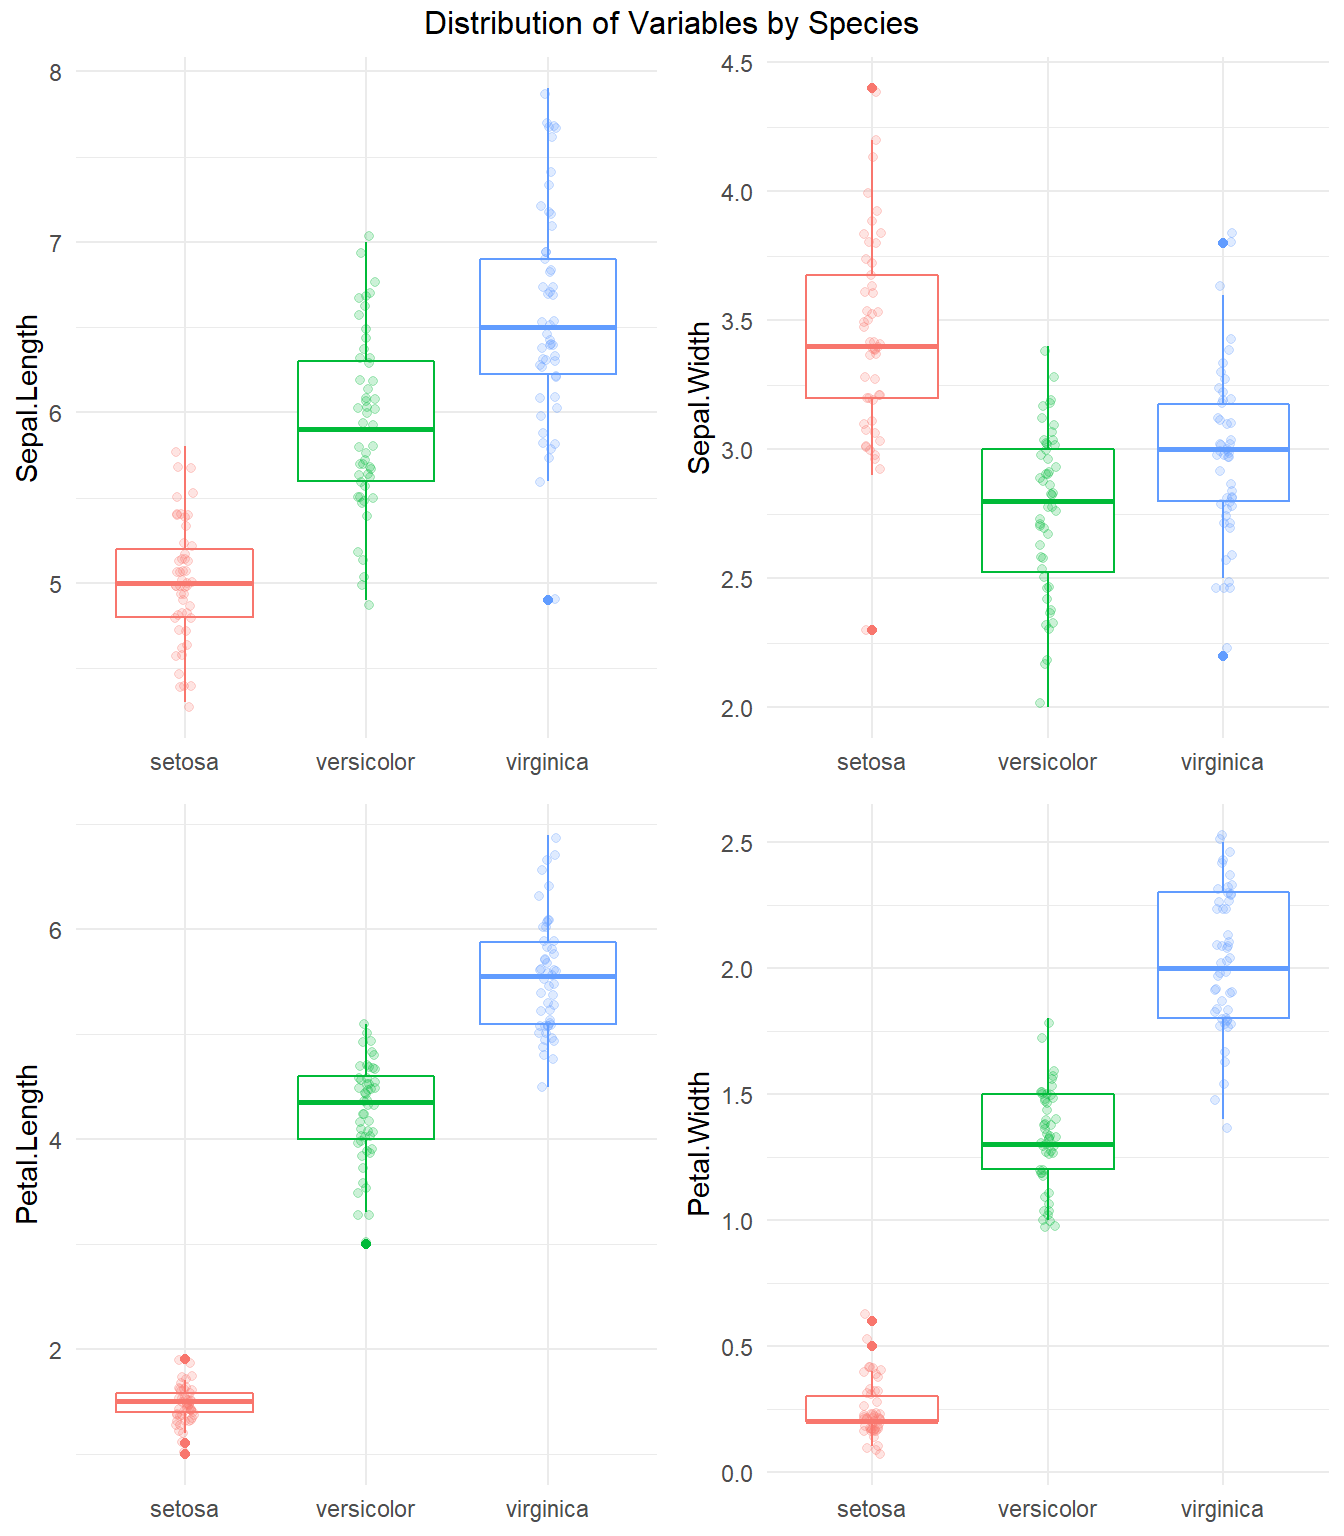 Distribution of Variables by Species
Sepal.Length
8
7
6
5
setosa versicolor virginica
Sepal.Width
4.5
4.0
3.5
3.0
2.5
2.0
setosa versicolor virginica
Petal.Length
6
4
2
setosa versicolor virginica
Petal.Width
2.5
2.0
1.5
1.0
0.5
0.0
setosa versicolor virginica